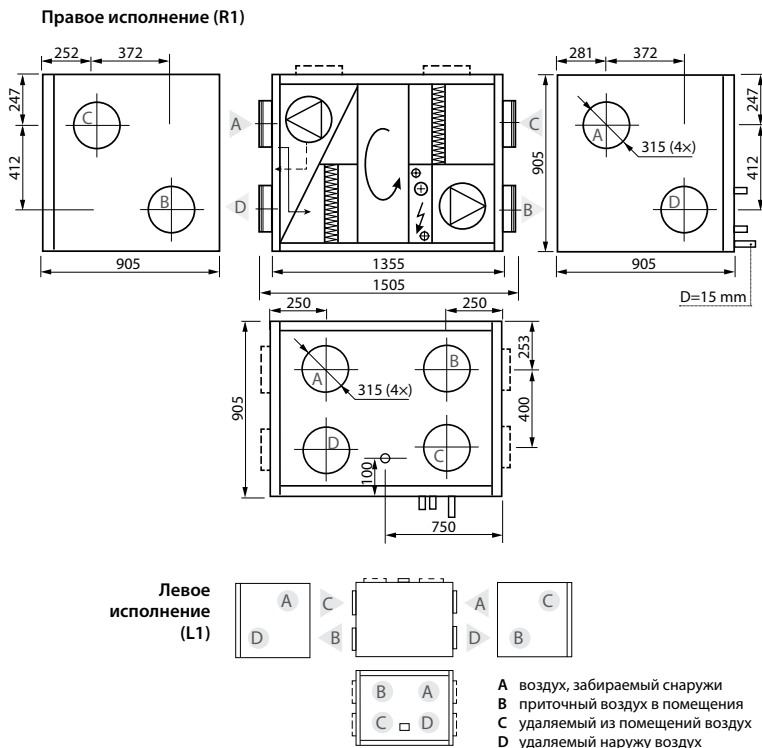 Правое исполнение (R1)
252 372
281 372
247
412
C
B
905
A
D
C
B
1355
1505
905
247
412
A
315 (4×)
D
905
D=15 mm
250 250
253
400
905
A
B
315 (4×)
D
C
100
750
Левое
исполнение
(L1)
A
D
C
B
A
D
C
B
B A
C D
A воздух, забираемый снаружи
B приточный воздух в помещения
C удаляемый из помещений воздух
D удаляемый наружу воздух